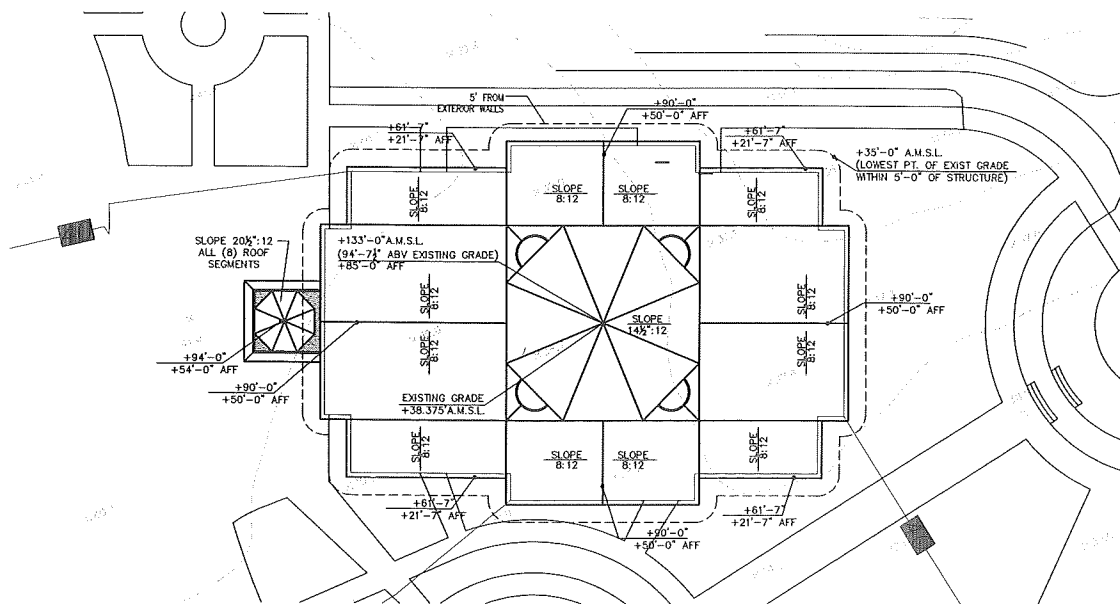 5' FROM
EXTERIOR WALLS
+90'-0"
+50'-0" AFF
+61'-7"
+21'-7" AFF
+61'-7"
+21'-7" AFF
+35'-0" A.M.S.L.
(LOWEST PT. OF EXIST GRADE
WITHIN 5'-0" OF STRUCTURE)
SLOPE
8:12
SLOPE
8:12
SLOPE
8:12
SLOPE
8:12
SLOPE 20½":12
ALL (8) ROOF
SEGMENTS
+133'-0"A.M.S.L.
(94'-7½" ABV EXISTING GRADE)
+85'-0" AFF
SLOPE
8:12
SLOPE
8:12
+90'-0"
+50'-0" AFF
SLOPE
14½":12
SLOPE
8:12
SLOPE
8:12
+94'-0"
+54'-0" AFF
+90'-0"
+50'-0" AFF
EXISTING GRADE
+38.375'A.M.S.L.
SLOPE
8:12
SLOPE
8:12
SLOPE
8:12
SLOPE
8:12
+61'-7"
+21'-7" AFF
+90'-0"
+50'-0" AFF
+61'-7"
+21'-7" AFF